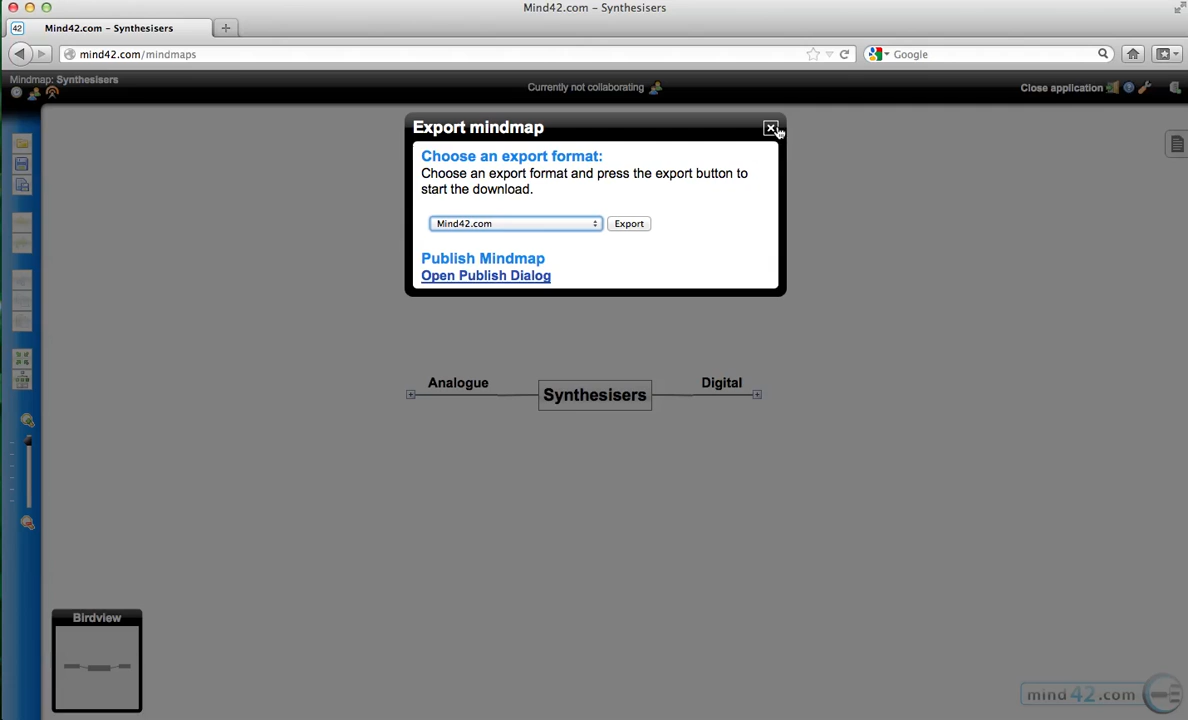 Mind42.com – Synthesisers
42 Mind42.com – Synthesisers
mind42.com/mindmaps
Google
Mindmap: Synthesisers
Currently not collaborating
Close application
Export mindmap
Choose an export format:
Choose an export format and press the export button to
start the download.
Mind42.com
Export
Publish Mindmap
Open Publish Dialog
Analogue
Synthesisers
Digital
Birdview
mind42.com